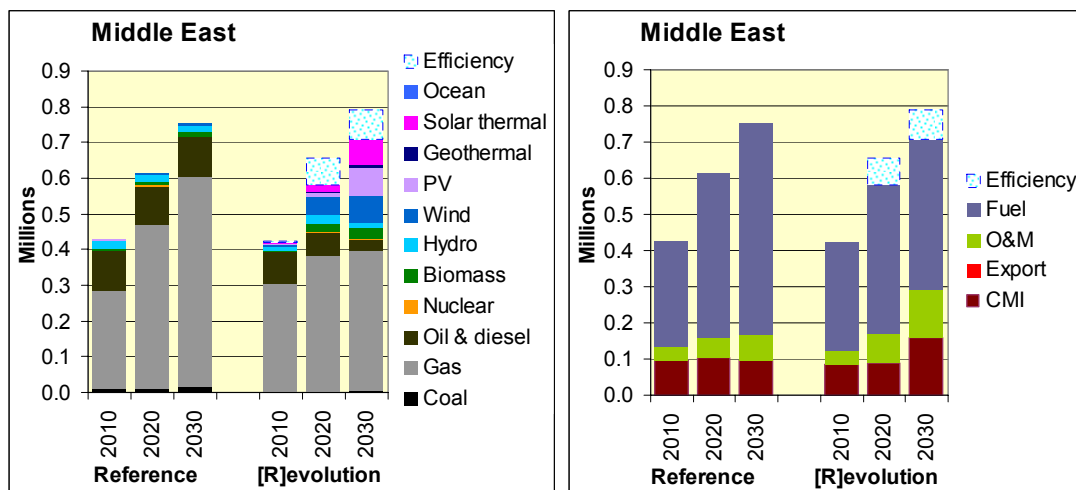 Middle East
0.9
0.8
0.7
0.6
0.5
0.4
0.3
0.2
0.1
0.0
Millions
2010
2020
2030
2010
2020
2030
Reference
[R]evolution
Efficiency
Ocean
Solar thermal
Geothermal
PV
Wind
Hydro
Biomass
Nuclear
Oil & diesel
Gas
Coal
Middle East
0.9
0.8
0.7
0.6
0.5
0.4
0.3
0.2
0.1
0.0
Millions
2010
2020
2030
2010
2020
2030
Reference
[R]evolution
Efficiency
Fuel
O&M
Export
CMI